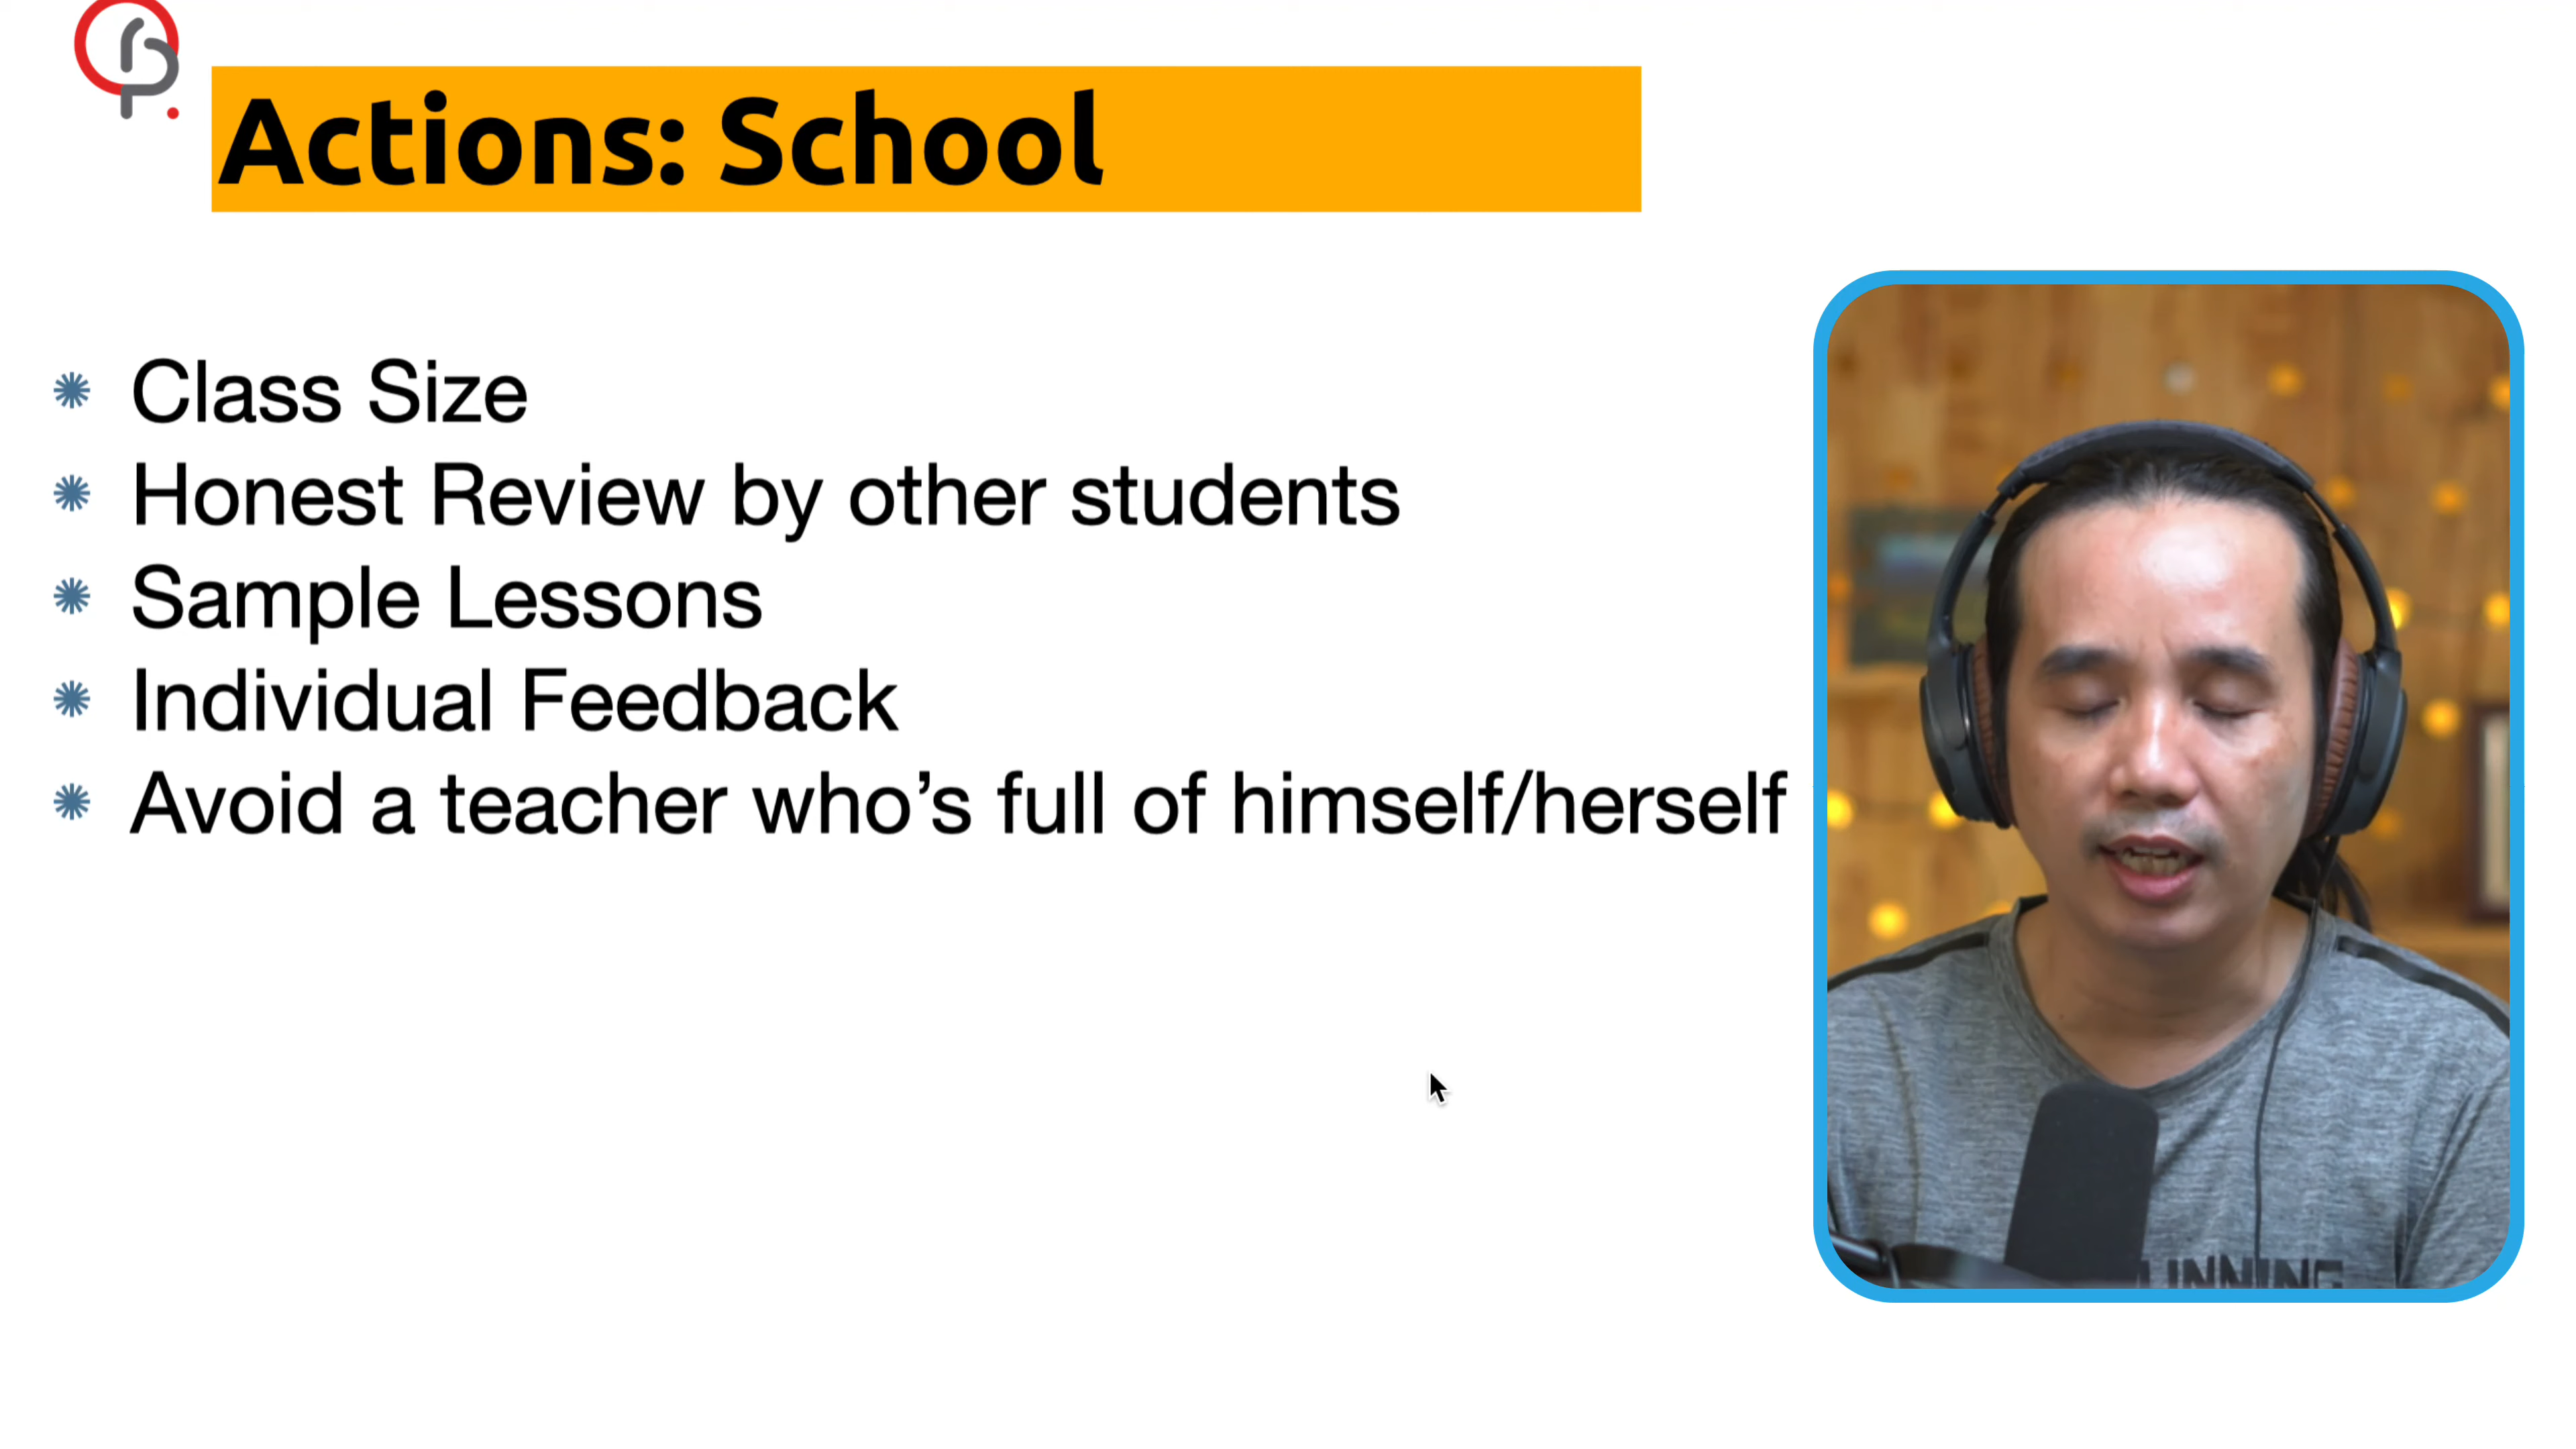 Actions: School
Class Size
Honest Review by other students
Sample Lessons
Individual Feedback
Avoid a teacher who’s full of himself/herself